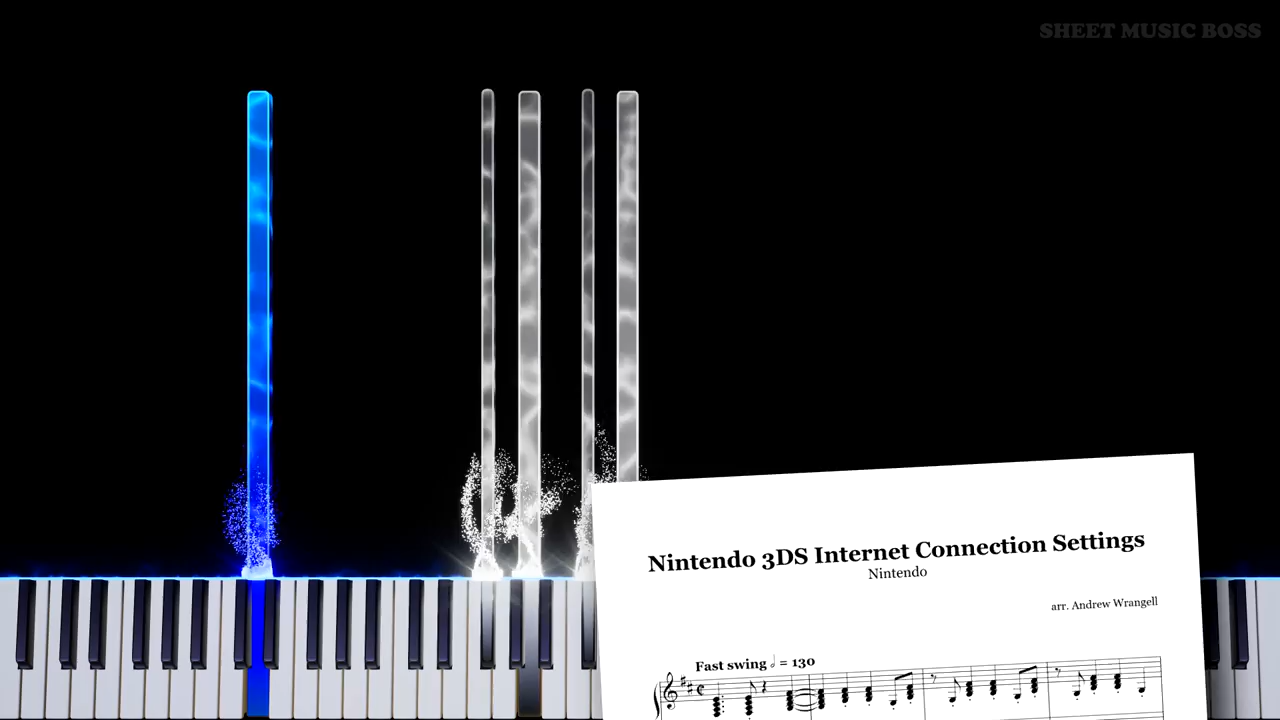 SHEET MUSIC BOSS
Nintendo 3DS Internet Connection Settings
Nintendo
arr. Andrew Wrangell
Fast swing 𝅗𝅥 = 130